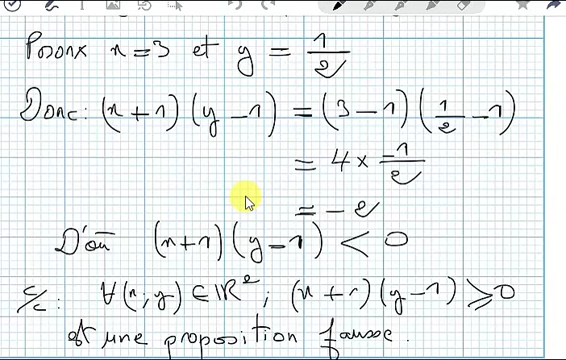 Posons x = 3 et y = 1/2
Donc: (x + 1)(y - 1) = (3 - 1)(1/2 - 1)
= 4 × -1/2
= - 2
D'où (x+1)(y-1) < 0
c/c: ∀(x;y) ∈ IR²; (x+1)(y-1) ≥ 0
est une proposition fausse.